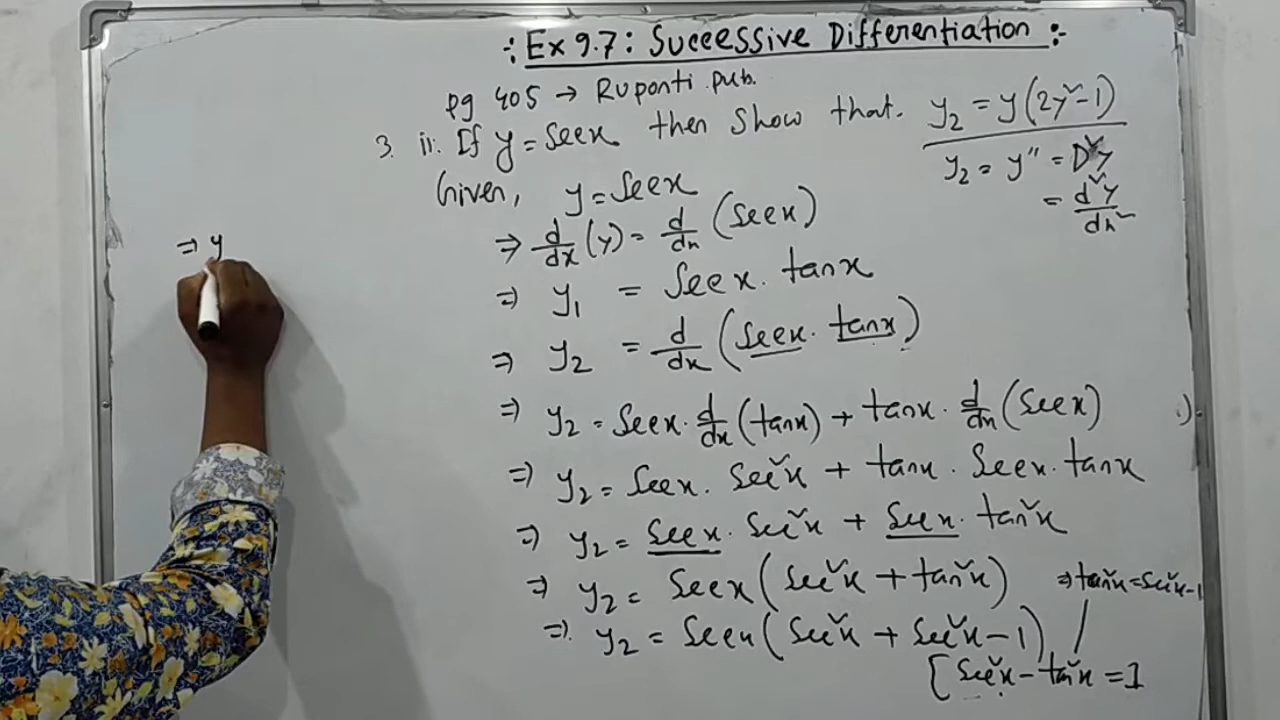 :Ex 9.7: Successive Differentiation :-
pg 405 → Ruponti pub.
3. ii. If y = Secx then Show that. y₂ = y(2y²-1)
y₂ = y'' = D²y
= d²y/dx²
Given, y = Secx
⇒ d/dx (y) = d/dx (Secx)
⇒ y₁ = Secx. tanx
⇒ y₂ = d/dx (Secx. tanx)
⇒ y₂ = Secx. d/dx (tanx) + tanx. d/dx (Secx)
⇒ y₂ = Secx. Sec²x + tanx. Secx. tanx
⇒ y₂ = Secx. Sec²x + Secx. tan²x
⇒ y₂ = Secx (Sec²x + tan²x)
⇒ tan²x = Sec²x-1
⇒ y₂ = Secx (Sec²x + Sec²x - 1)
[Sec²x - tan²x = 1
⇒ y